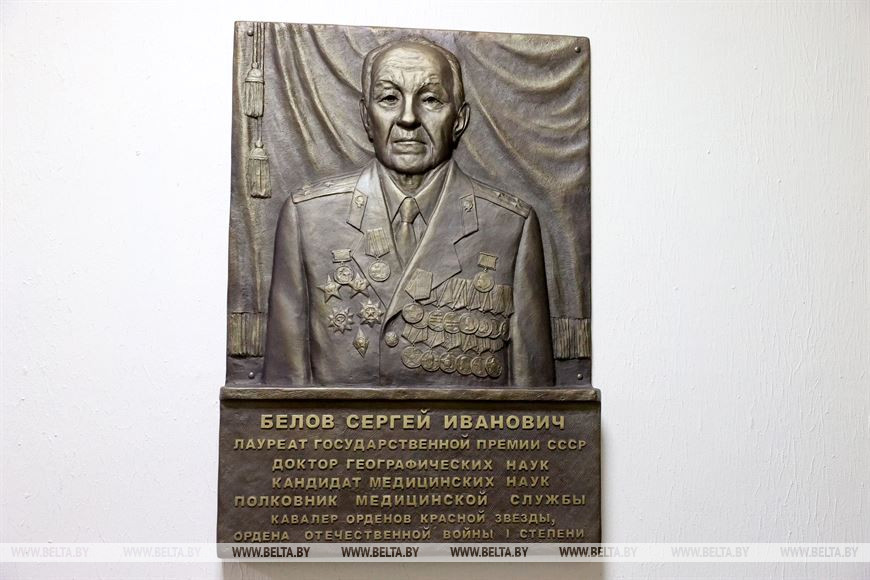 БЕЛОВ СЕРГЕЙ ИВАНОВИЧ
ЛАУРЕАТ ГОСУДАРСТВЕННОЙ ПРЕМИИ СССР
ДОКТОР ГЕОГРАФИЧЕСКИХ НАУК
КАНДИДАТ МЕДИЦИНСКИХ НАУК
ПОЛКОВНИК МЕДИЦИНСКОЙ СЛУЖБЫ
КАВАЛЕР ОРДЕНОВ КРАСНОЙ ЗВЕЗДЫ,
ОРДЕНА ОТЕЧЕСТВЕННОЙ ВОЙНЫ I СТЕПЕНИ
WWW.BELTA.BY WWW.BELTA.BY WWW.BELTA.BY WWW.BELTA.BY WWW.BELTA.BY WWW.BELTA.BY WWW.BELTA.BY WWW.BELTA.BY